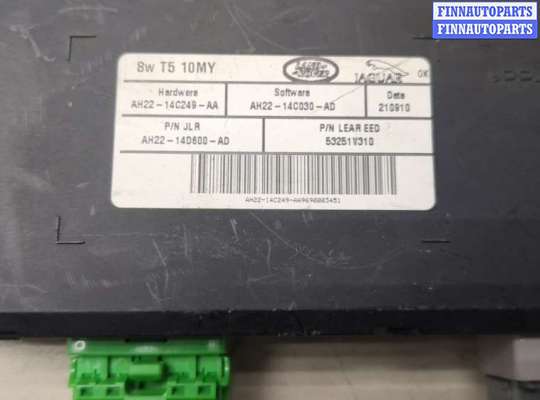 FINNAUTOPARTS
FINNAUTOPARTS
8w T5 10MY
LAND
ROVER
JAGUAR
OK
Hardware
Software
Date
AH22-14C249-AA
AH22-14C030-AD
210910
P/N JLR
P/N LEAR EED
AH22-14D600-AD
53251V310